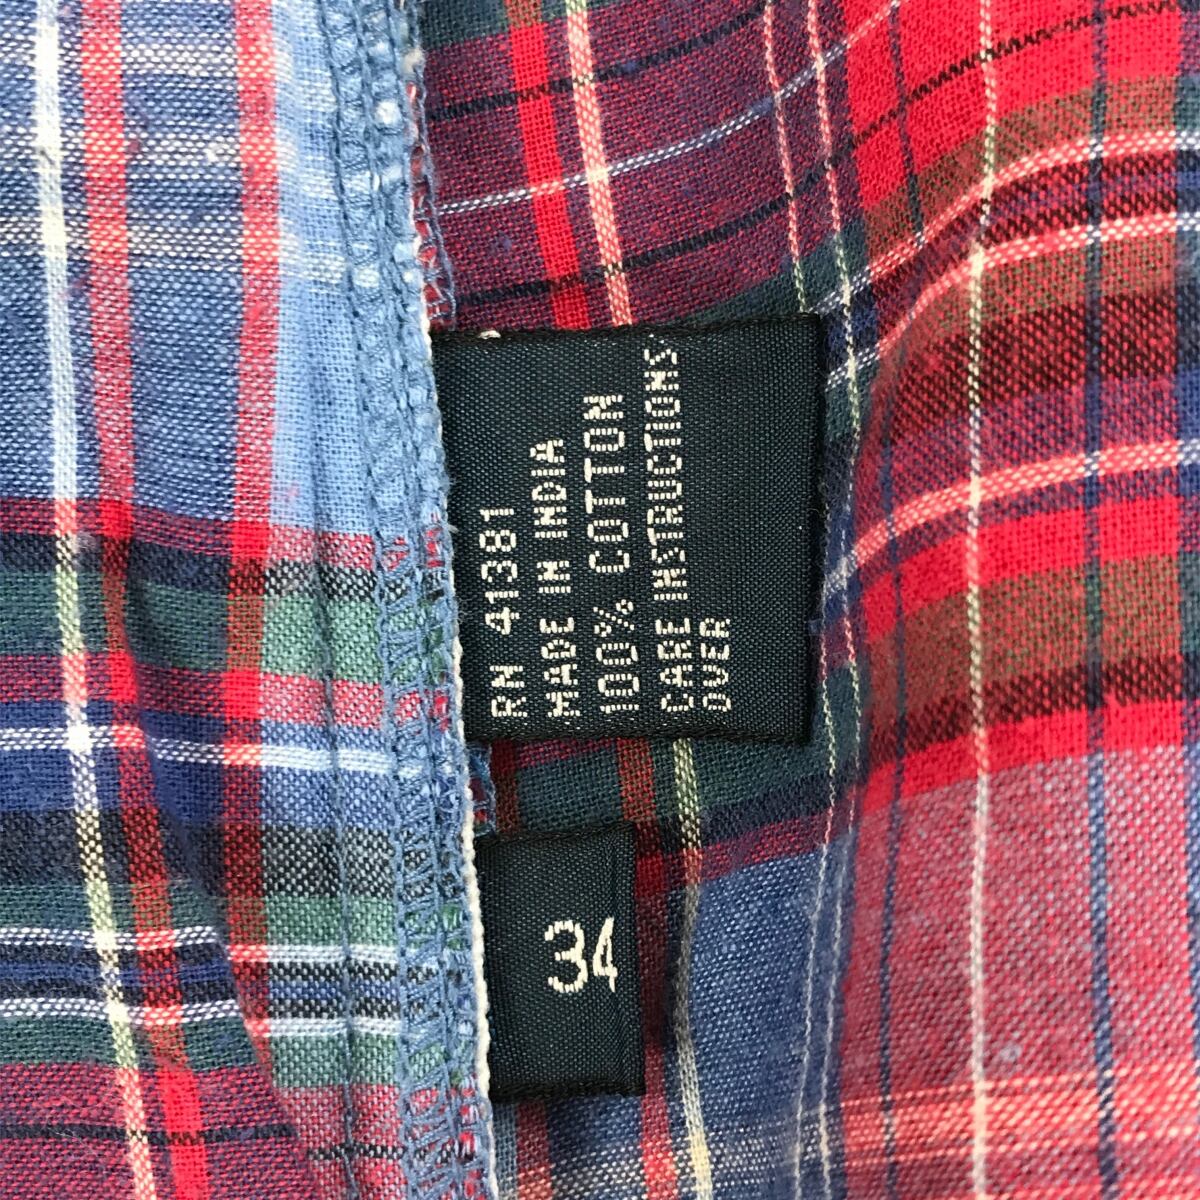 RN 41381
MADE IN INDIA
100% COTTON
CARE INSTRUCTIONS
OVER
34